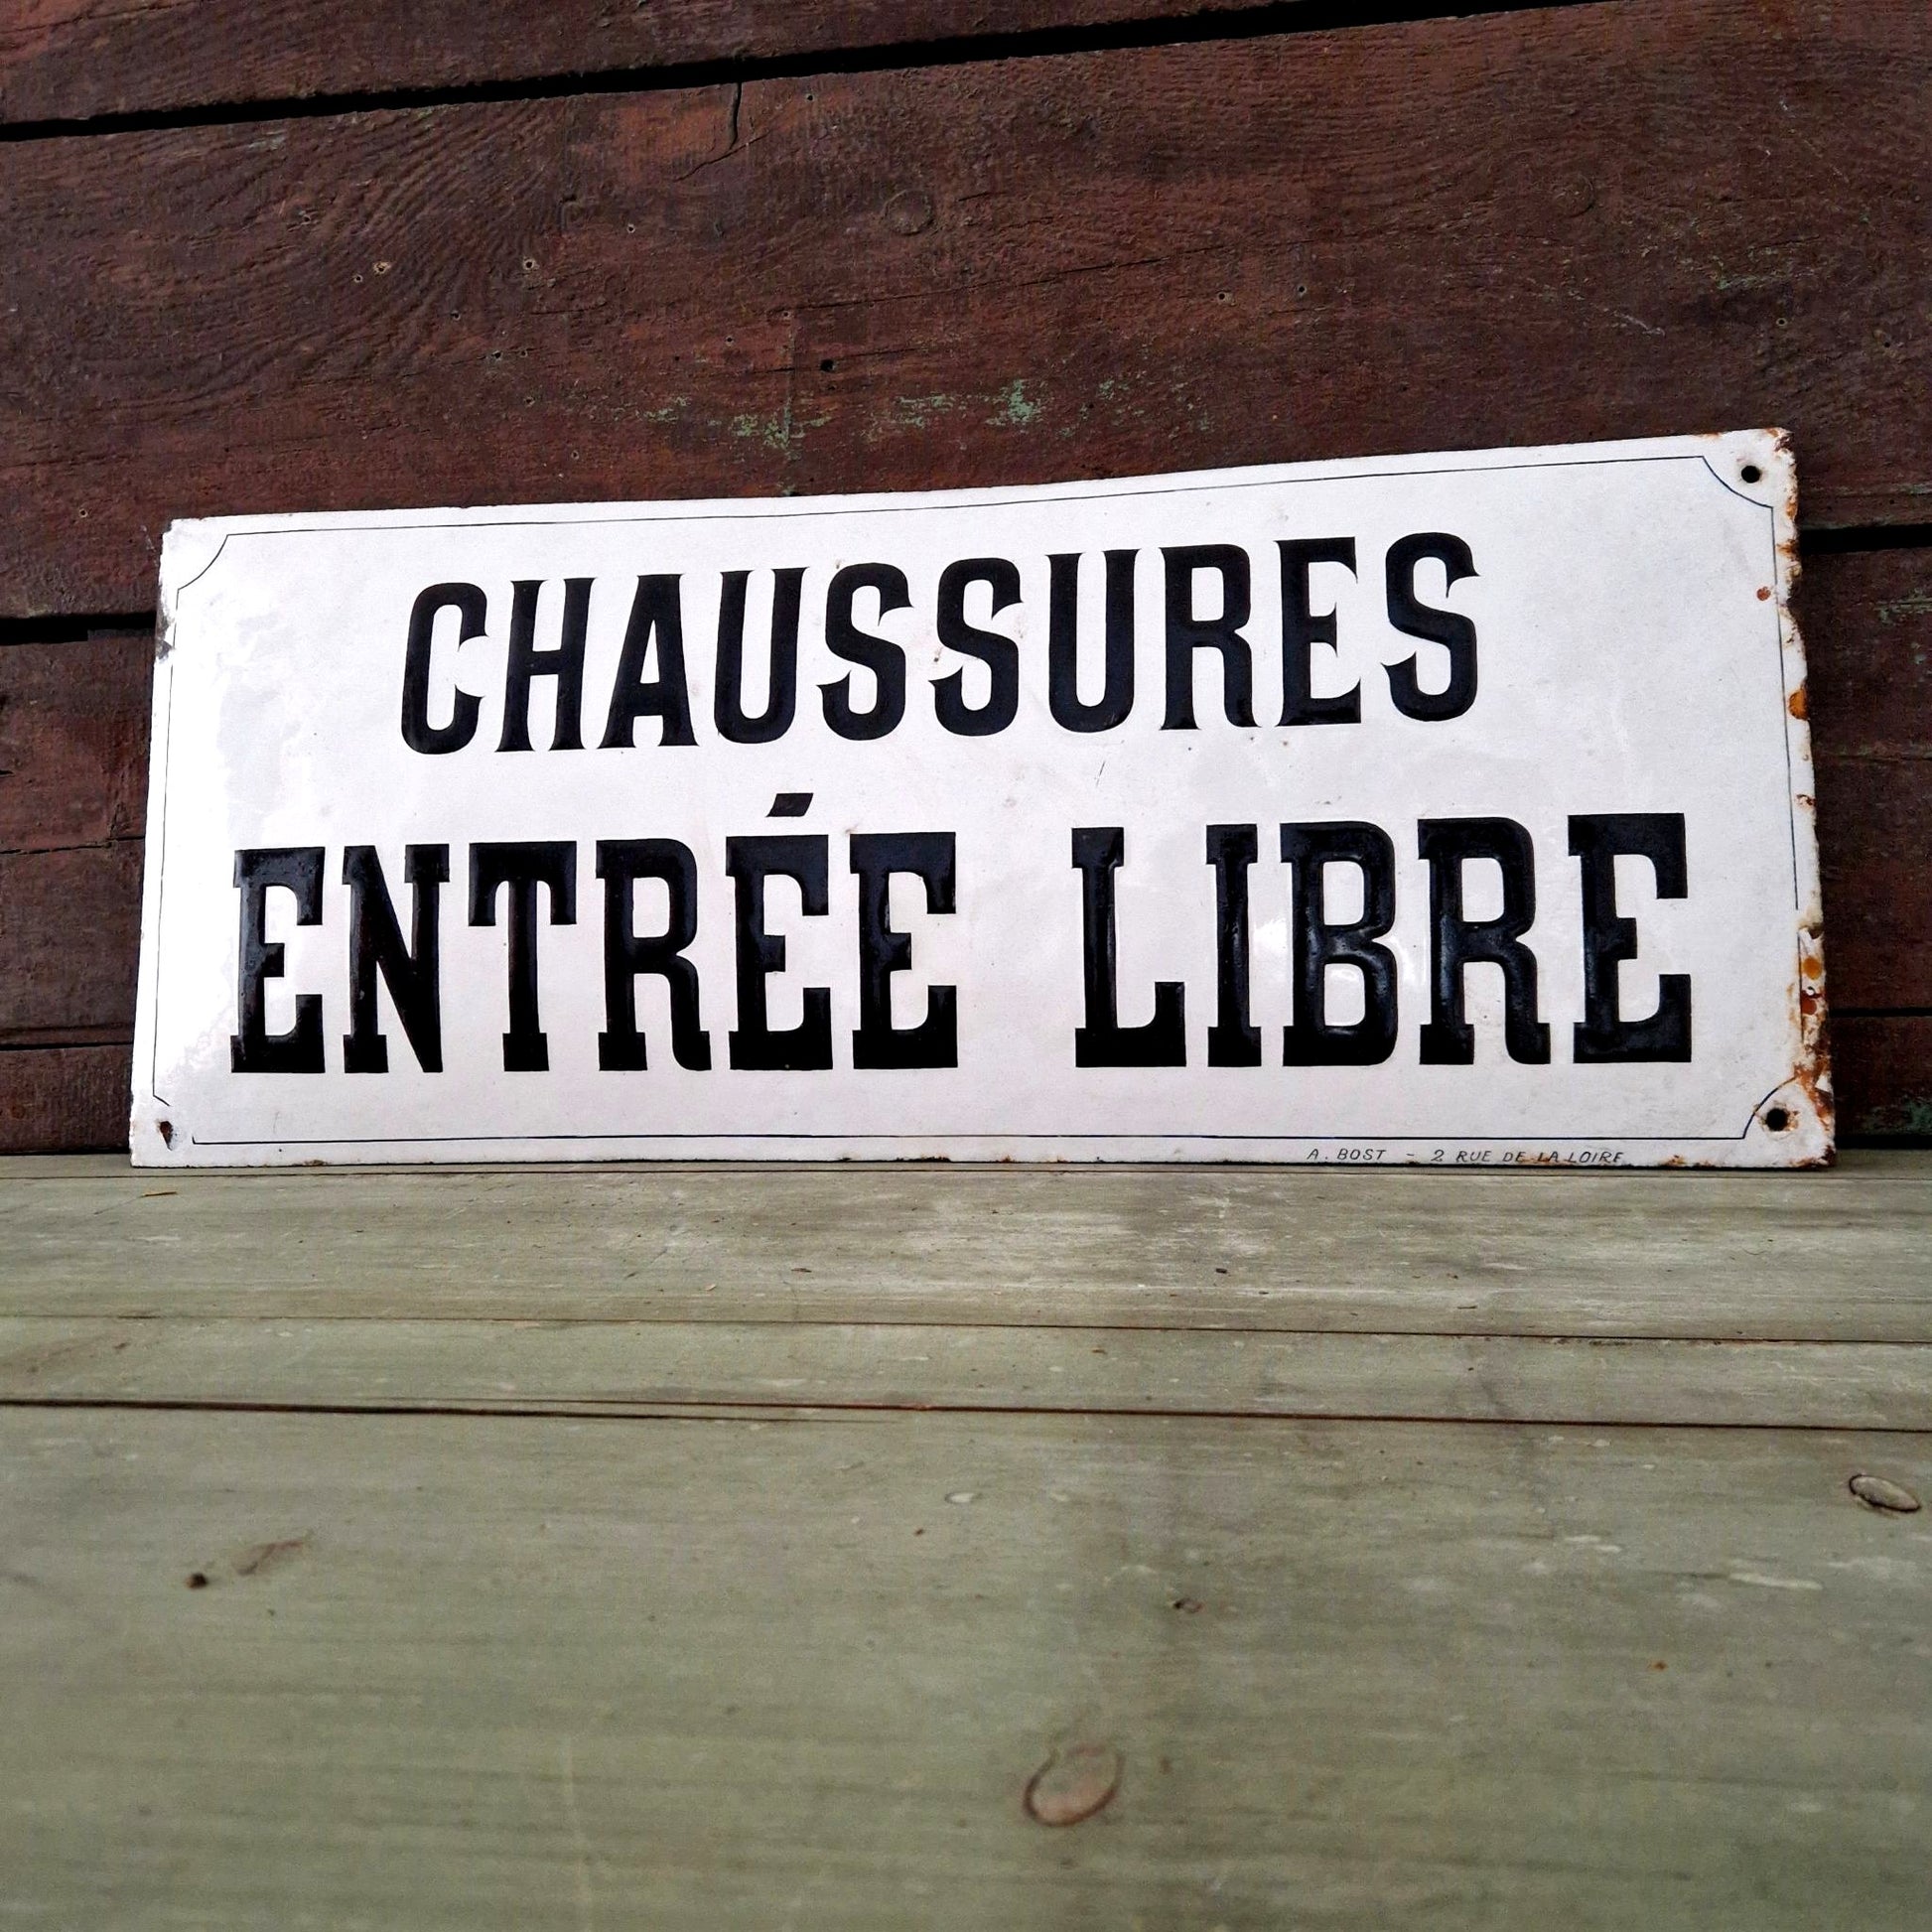 CHAUSSURES
ENTRÉE LIBRE
A. BOST - 2 RUE DE LA LOIRE